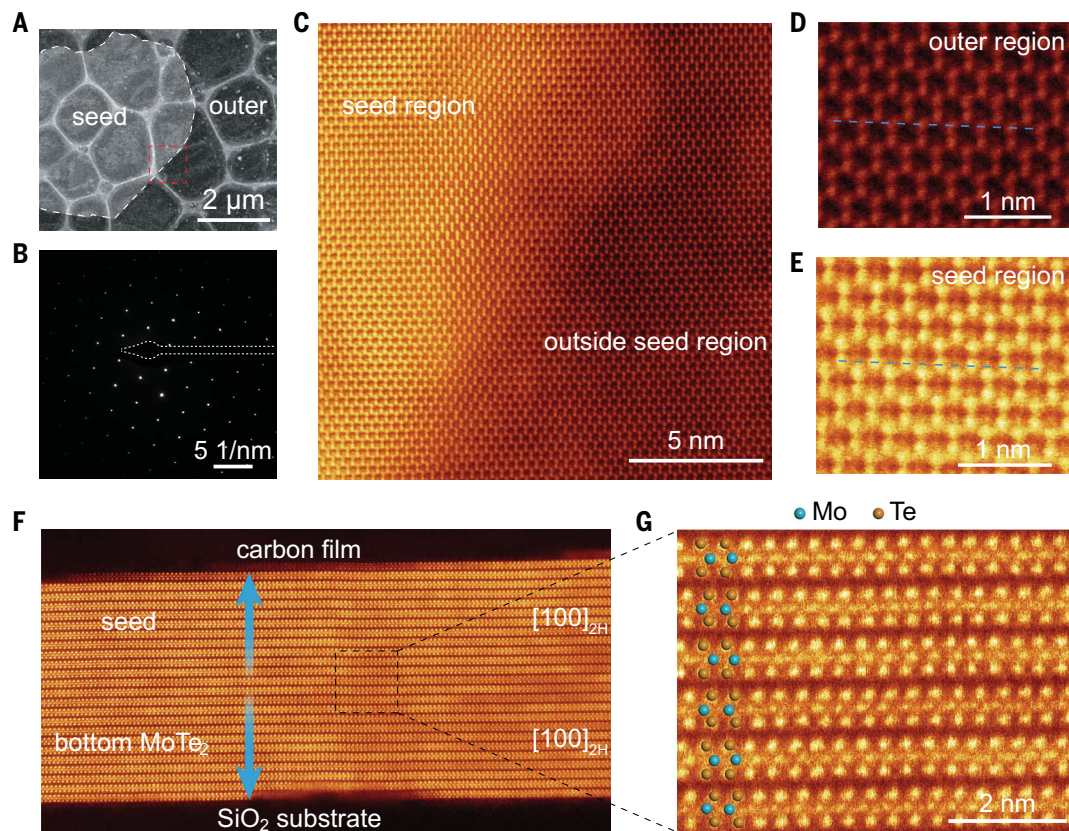 A
seed
outer
2 μm
B
5 1/nm
C
seed region
outside seed region
5 nm
D
outer region
1 nm
E
seed region
1 nm
F
carbon film
seed
[100]2H
bottom MoTe2
[100]2H
SiO2 substrate
G
Mo Te
2 nm